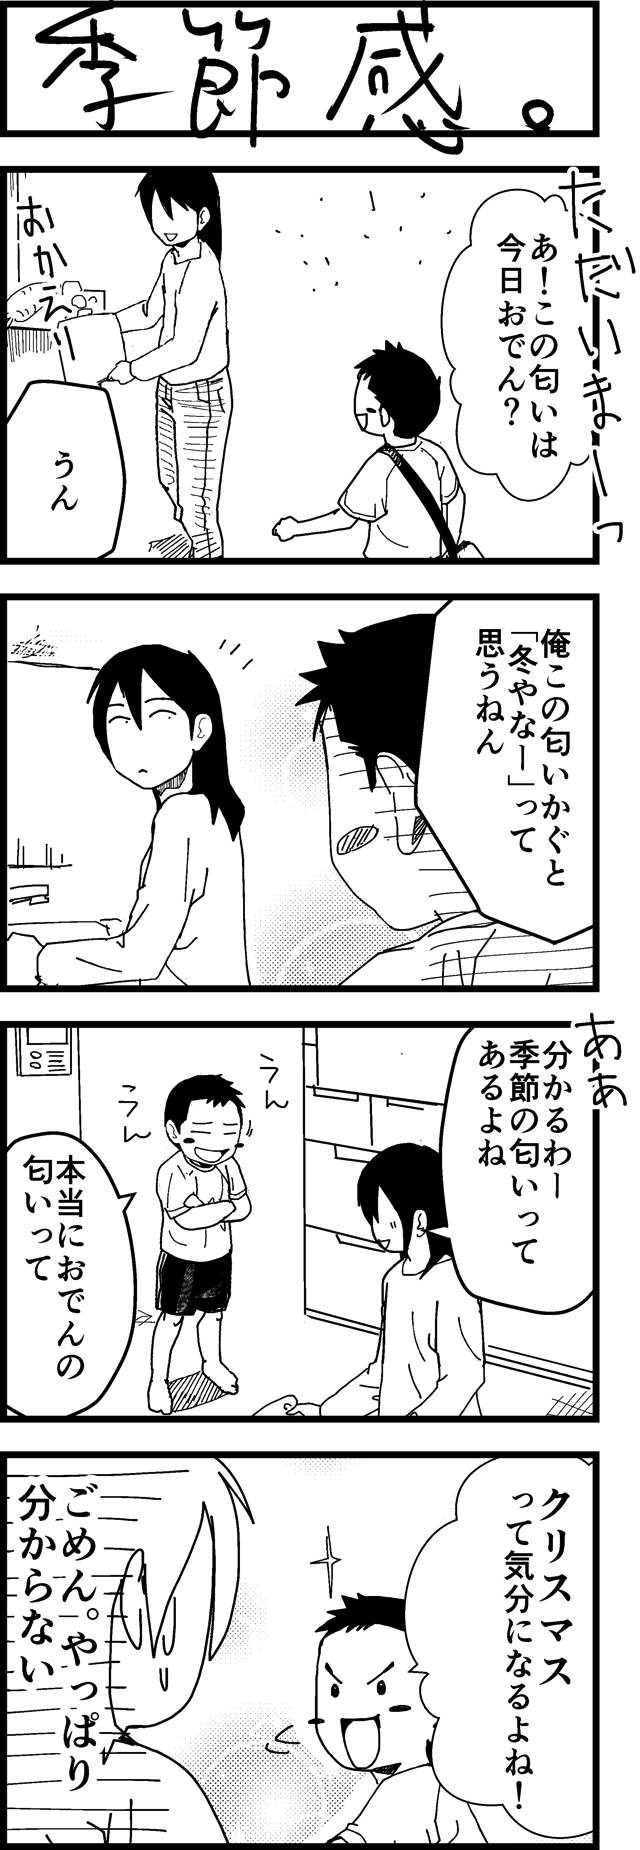 季節感。
ただいまーっ
あ！この匂いは
今日おでん？
おかえり
うん
俺この匂いかぐと
「冬やなー」って
思うねん
ああ
分かるわー
季節の匂いって
あるよね
うん
うん
本当におでんの
匂いって
クリスマス
って気分になるよね！
ごめん。やっぱり
分からない